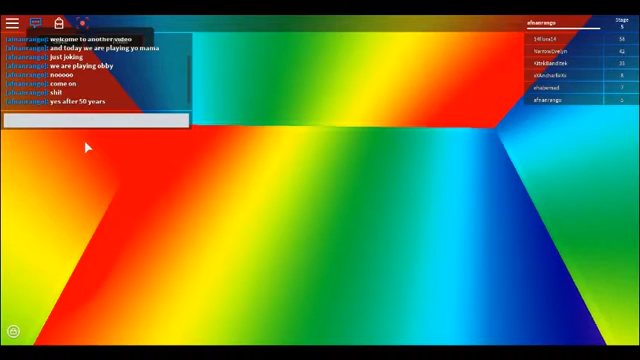 [afnanrango]: welcome to another video
[afnanrango]: and today we are playing yo mama
[afnanrango]: just joking
[afnanrango]: we are playing obby
[afnanrango]: nooooo
[afnanrango]: come on
[afnanrango]: shit
[afnanrango]: yes after 50 years
afnanrango
Stage
5
14Flora14 58
42
35
8
7
afnanrango